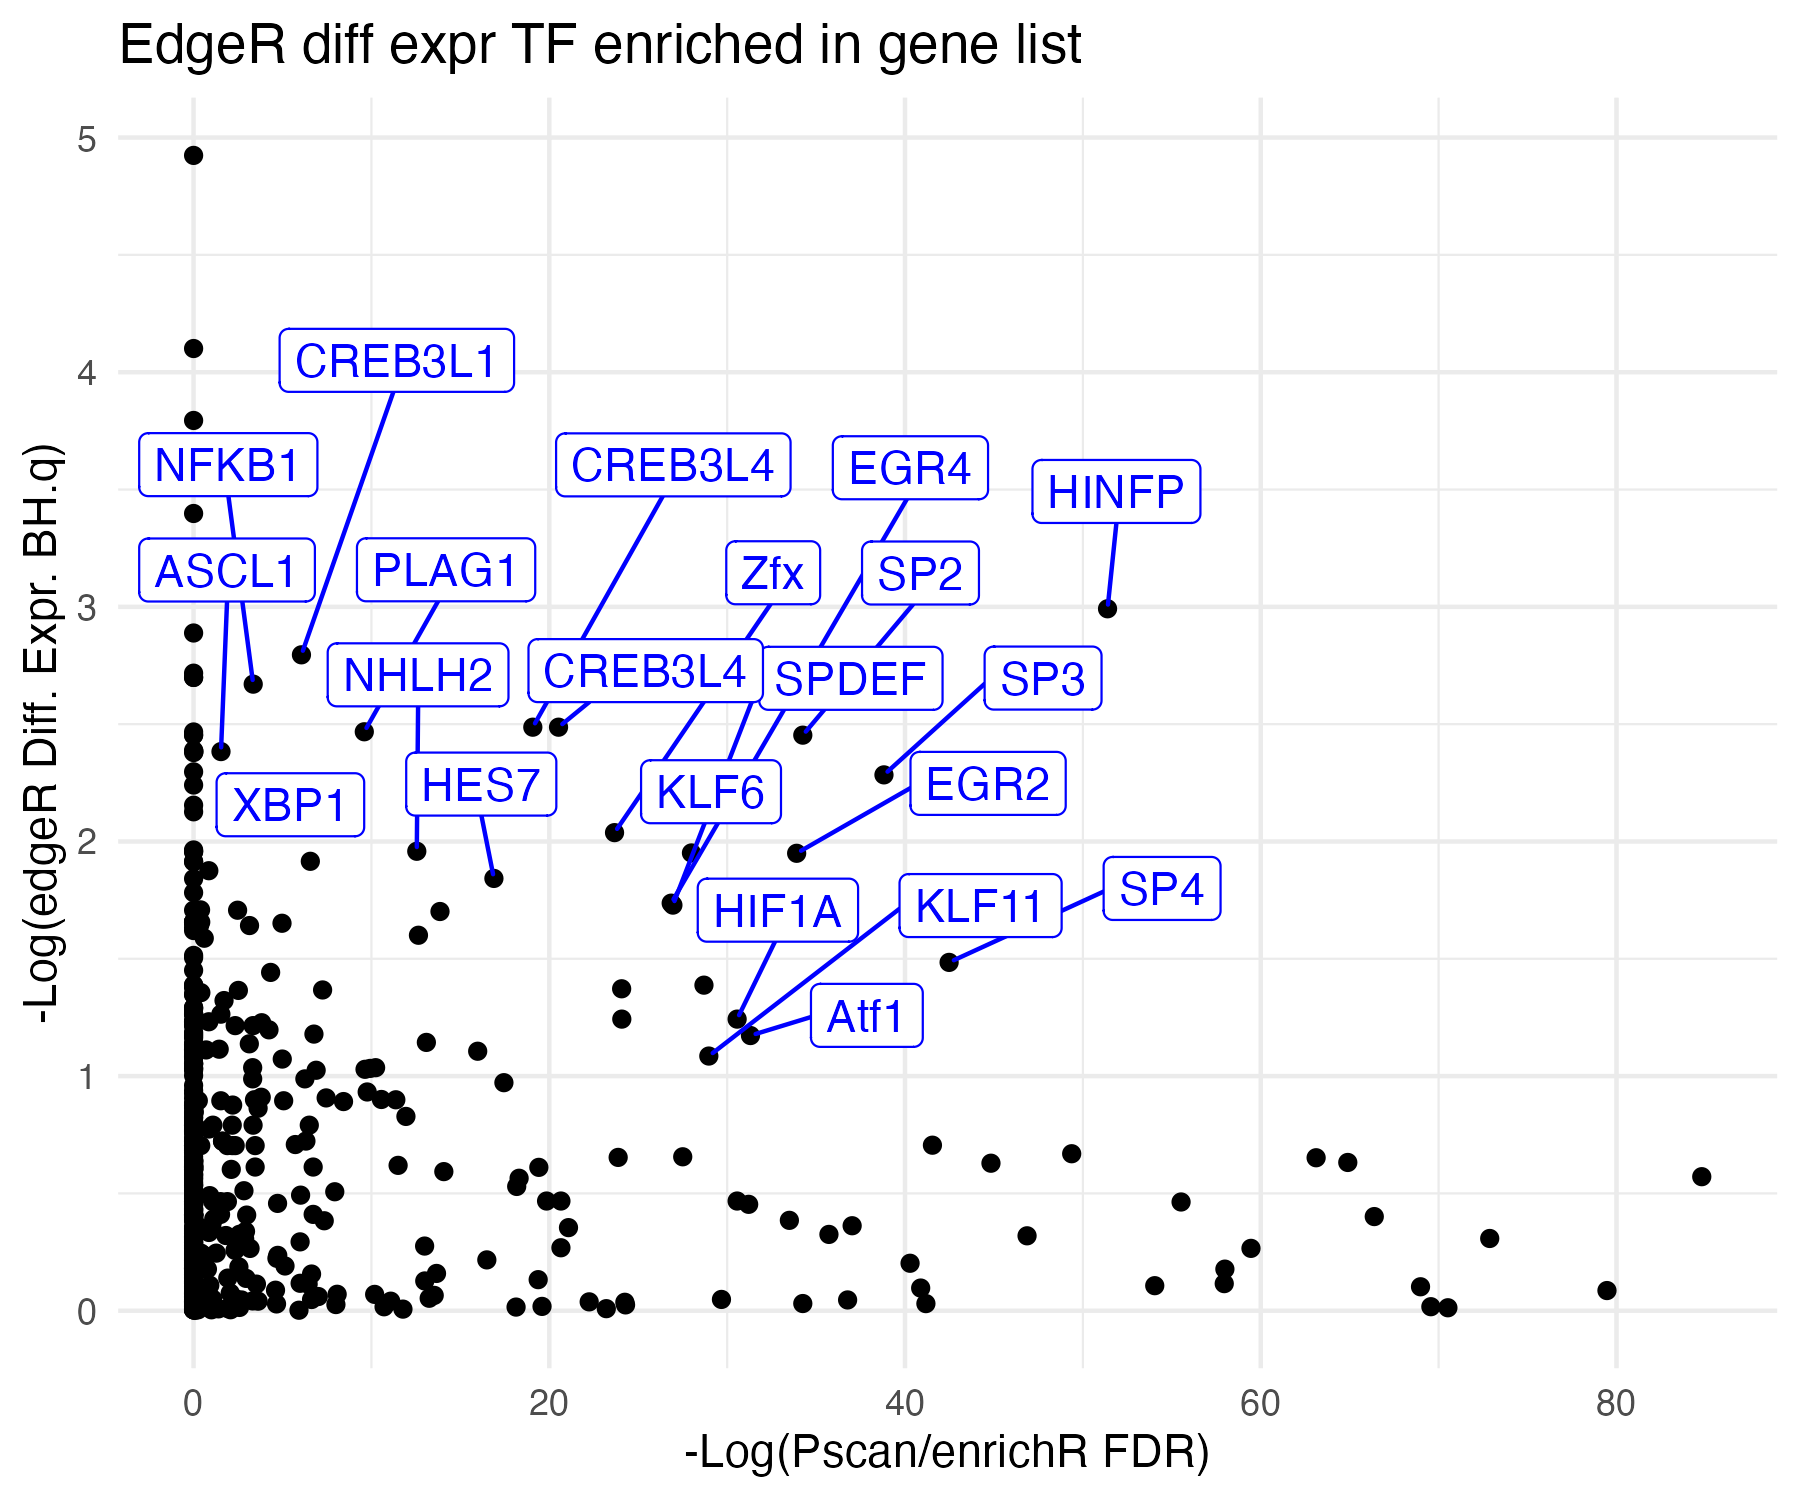 EdgeR diff expr TF enriched in gene list
-Log(edgeR Diff. Expr. BH.q)
5
4
3
2
1
0
CREB3L1
NFKB1
CREB3L4
EGR4
HINFP
ASCL1
PLAG1
Zfx
SP2
NHLH2
CREB3L4
SPDEF
SP3
XBP1
HES7
KLF6
EGR2
HIF1A
KLF11
SP4
Atf1
0
20
40
60
80
-Log(Pscan/enrichR FDR)